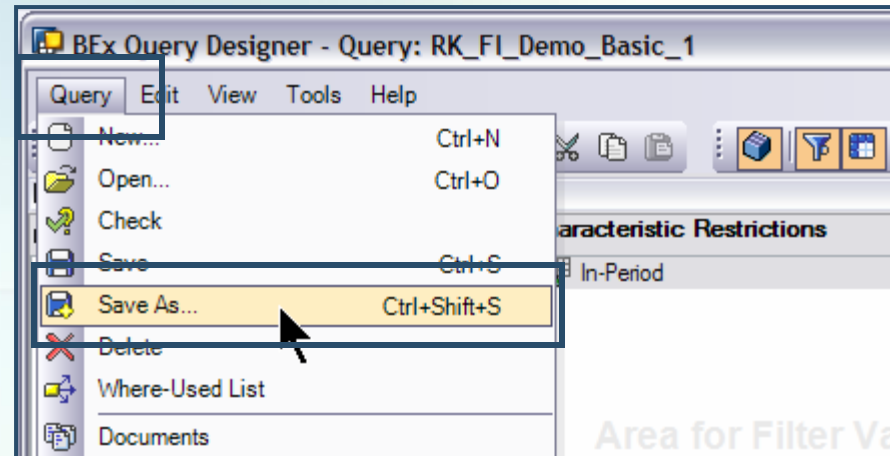 BEx Query Designer - Query: RK_FI_Demo_Basic_1
Query Edit View Tools Help
New... Ctrl+N
Open... Ctrl+O
Check
aracteristic Restrictions
Save Ctrl+S
In-Period
Save As... Ctrl+Shift+S
Delete
Where-Used List
Documents
Area for Filter Va